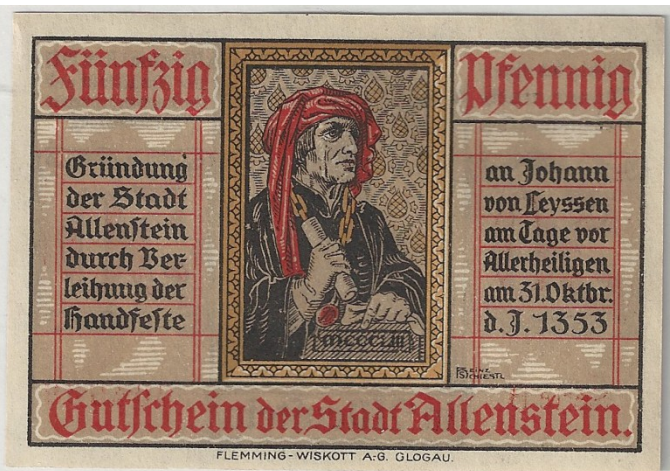 Fünfzig
Pfennig
Gründung
der Stadt
Allenstein
durch Ver-
leihung der
Handfeste
an Johann
von Leyssen
am Tage vor
Allerheiligen
am 31. Oktbr.
d. J. 1353
MCCCLIII
Gutschein der Stadt Allenstein.
FLEMMING-WISKOTT A.-G. GLOGAU.